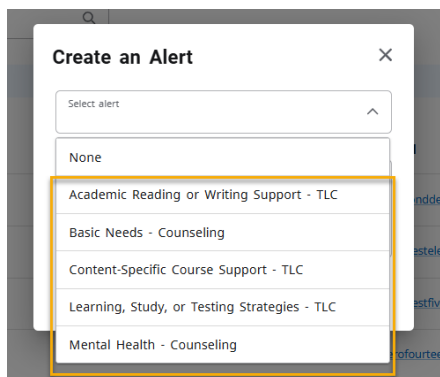 Create an Alert
Select alert
None
Academic Reading or Writing Support - TLC
Basic Needs - Counseling
Content-Specific Course Support - TLC
Learning, Study, or Testing Strategies - TLC
Mental Health - Counseling